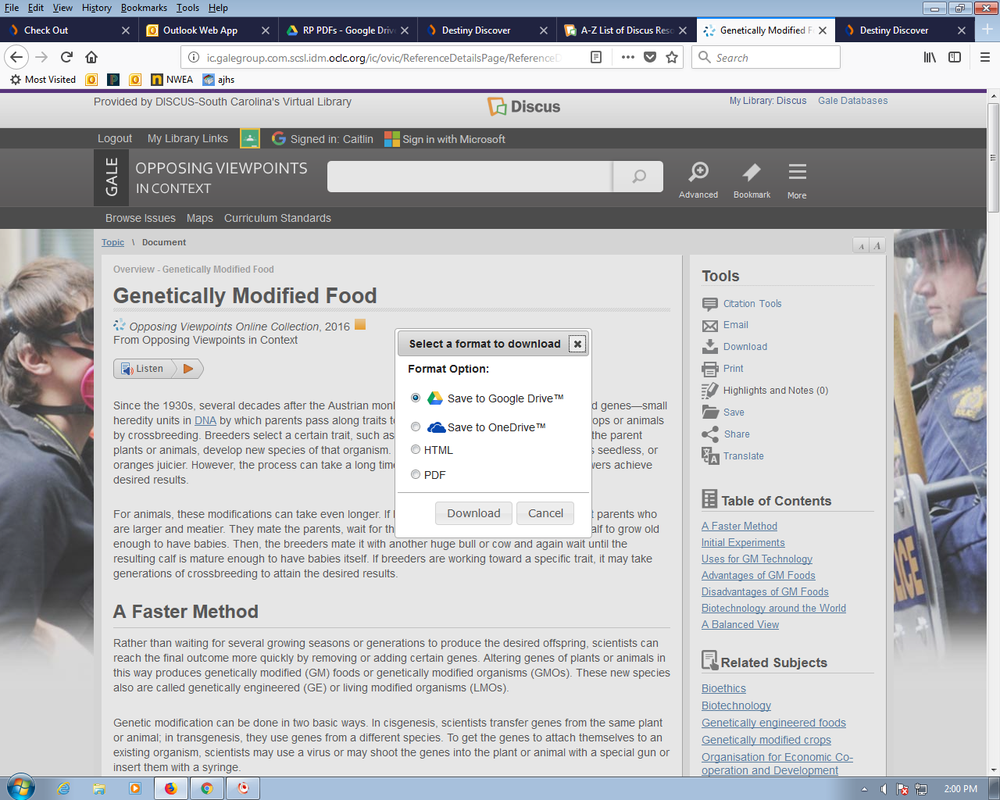 File Edit View History Bookmarks Tools Help
Check Out
Outlook Web App
RP PDFs - Google Drive
Destiny Discover
A-Z List of Discus Reso
Genetically Modified F
Destiny Discover
ic.galegroup.com.scsl.idm.oclc.org/ic/ovic/ReferenceDetailsPage/ReferenceD
Search
Most Visited NWEA ajhs
Provided by DISCUS-South Carolina's Virtual Library
Discus
My Library: Discus Gale Databases
Logout My Library Links Signed in: Caitlin Sign in with Microsoft
GALE
OPPOSING VIEWPOINTS
IN CONTEXT
Advanced Bookmark More
Browse Issues Maps Curriculum Standards
Topic \ Document
A A
Overview - Genetically Modified Food
Genetically Modified Food
Opposing Viewpoints Online Collection, 2016
From Opposing Viewpoints in Context
Listen
Since the 1930s, several decades after the Austrian monk d genes—small
heredity units in DNA by which parents pass along traits to ops or animals
by crossbreeding. Breeders select a certain trait, such as the parent
plants or animals, develop new species of that organism. s seedless, or
oranges juicier. However, the process can take a long time wers achieve
desired results.
For animals, these modifications can take even longer. If t parents who
are larger and meatier. They mate the parents, wait for th alf to grow old
enough to have babies. Then, the breeders mate it with another huge bull or cow and again wait until the
resulting calf is mature enough to have babies itself. If breeders are working toward a specific trait, it may take
generations of crossbreeding to attain the desired results.
A Faster Method
Rather than waiting for several growing seasons or generations to produce the desired offspring, scientists can
reach the final outcome more quickly by removing or adding certain genes. Altering genes of plants or animals in
this way produces genetically modified (GM) foods or genetically modified organisms (GMOs). These new species
also are called genetically engineered (GE) or living modified organisms (LMOs).
Genetic modification can be done in two basic ways. In cisgenesis, scientists transfer genes from the same plant
or animal; in transgenesis, they use genes from a different species. To get the genes to attach themselves to an
existing organism, scientists may use a virus or may shoot the genes into the plant or animal with a special gun or
insert them with a syringe.
Select a format to download
Format Option:
Save to Google Drive™
Save to OneDrive™
HTML
PDF
Download Cancel
Tools
Citation Tools
Email
Download
Print
Highlights and Notes (0)
Save
Share
Translate
Table of Contents
A Faster Method
Initial Experiments
Uses for GM Technology
Advantages of GM Foods
Disadvantages of GM Foods
Biotechnology around the World
A Balanced View
Related Subjects
Bioethics
Biotechnology
Genetically engineered foods
Genetically modified crops
Organisation for Economic Co-
operation and Development
POLICE
2:00 PM